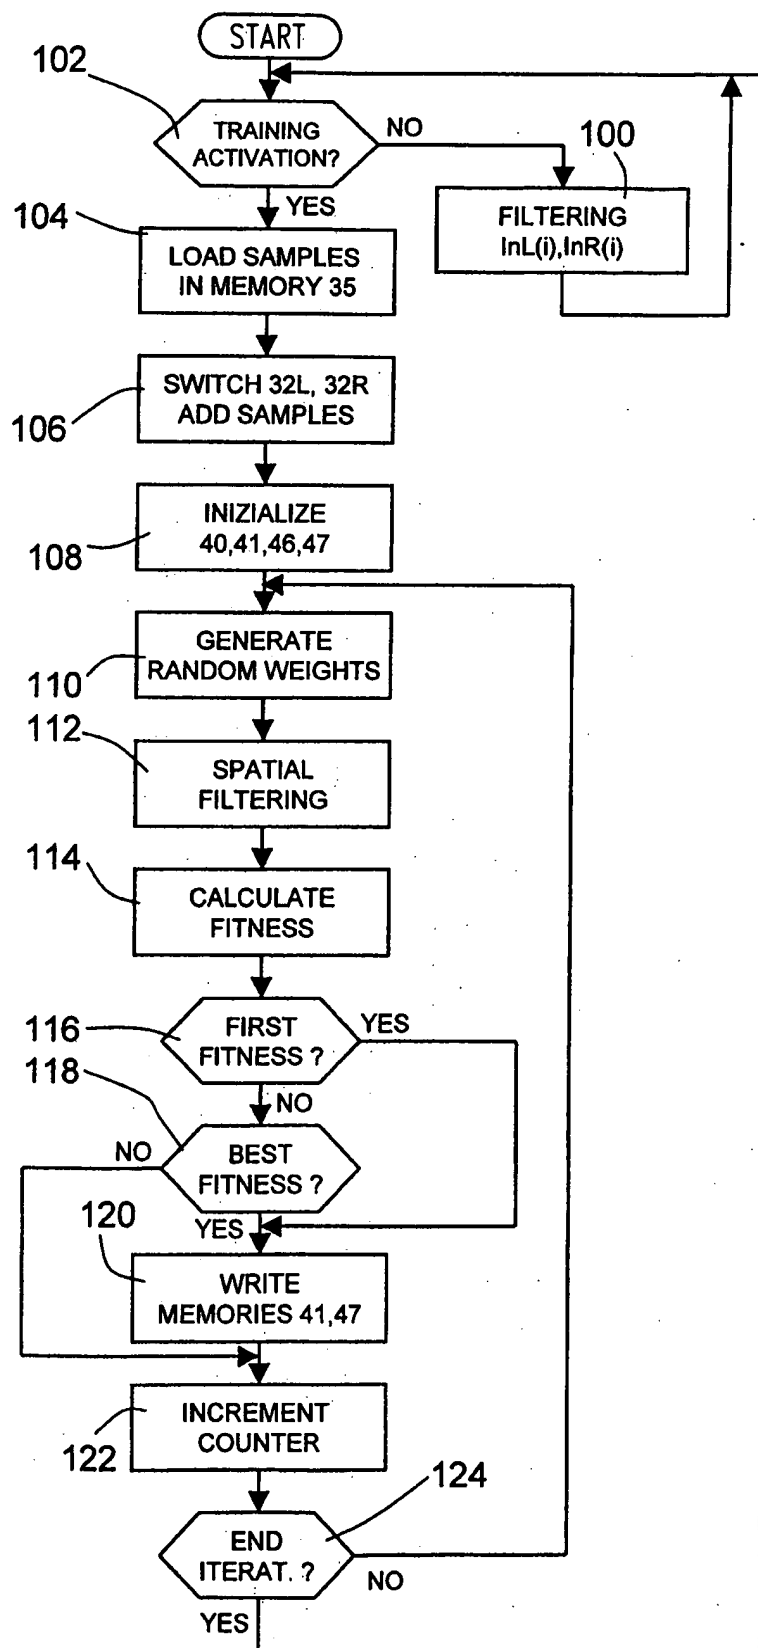 START
102
TRAINING
ACTIVATION?
NO
100
YES
FILTERING
InL(i),InR(i)
104
LOAD SAMPLES
IN MEMORY 35
SWITCH 32L, 32R
ADD SAMPLES
106
INIZIALIZE
40,41,46,47
108
GENERATE
RANDOM WEIGHTS
110
112
SPATIAL
FILTERING
114
CALCULATE
FITNESS
116
FIRST
FITNESS ?
YES
118
NO
NO
BEST
FITNESS ?
120
YES
WRITE
MEMORIES 41,47
INCREMENT
COUNTER
122
124
END
ITERAT. ?
NO
YES